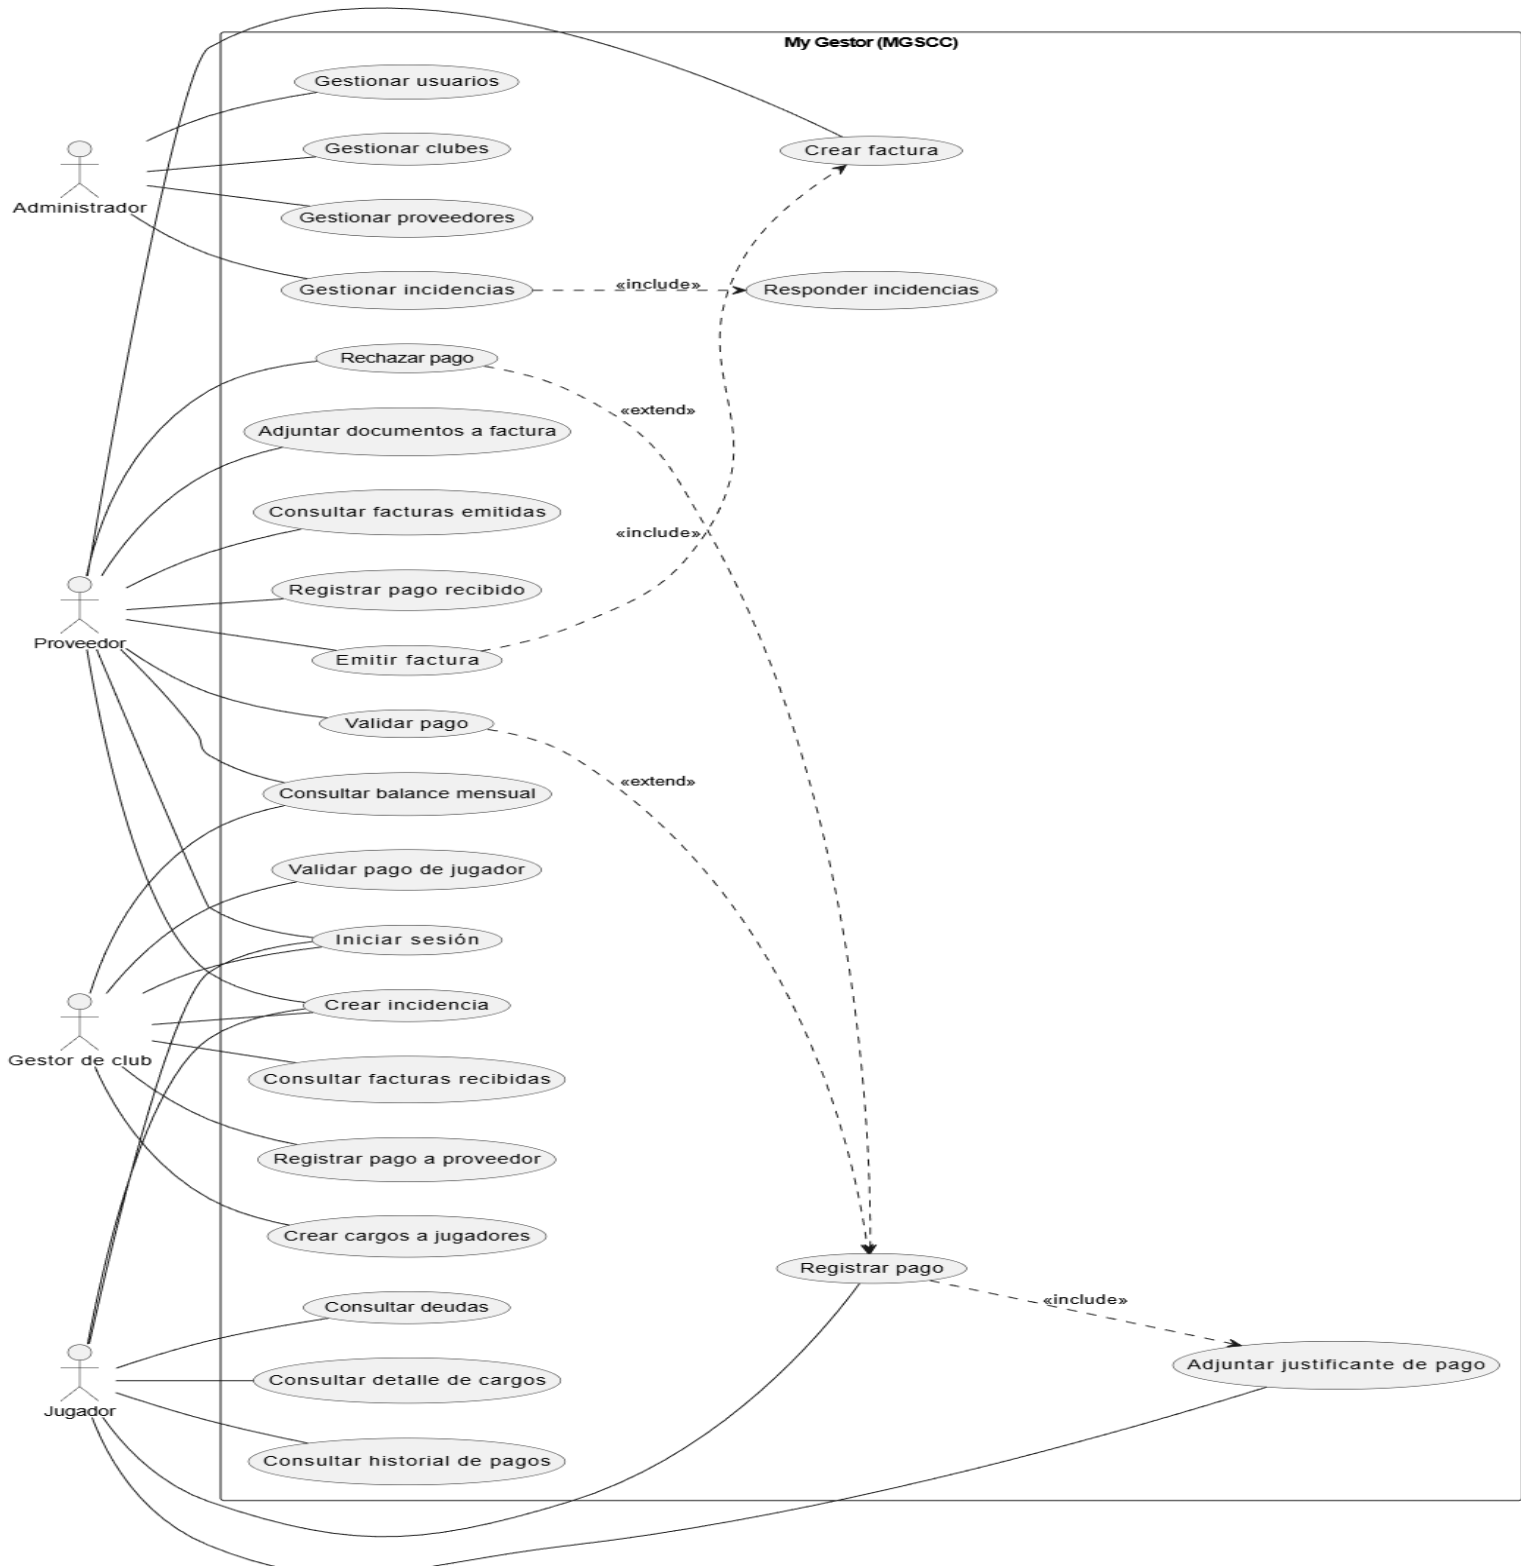 My Gestor (MGSCC)
Gestionar usuarios
Gestionar clubes
Crear factura
Administrador
Gestionar proveedores
Gestionar incidencias
«include»
Responder incidencias
Rechazar pago
«extend»
Adjuntar documentos a factura
Consultar facturas emitidas
«include»
Registrar pago recibido
Proveedor
Emitir factura
Validar pago
«extend»
Consultar balance mensual
Validar pago de jugador
Iniciar sesión
Crear incidencia
Gestor de club
Consultar facturas recibidas
Registrar pago a proveedor
Crear cargos a jugadores
Registrar pago
«include»
Consultar deudas
Adjuntar justificante de pago
Consultar detalle de cargos
Jugador
Consultar historial de pagos